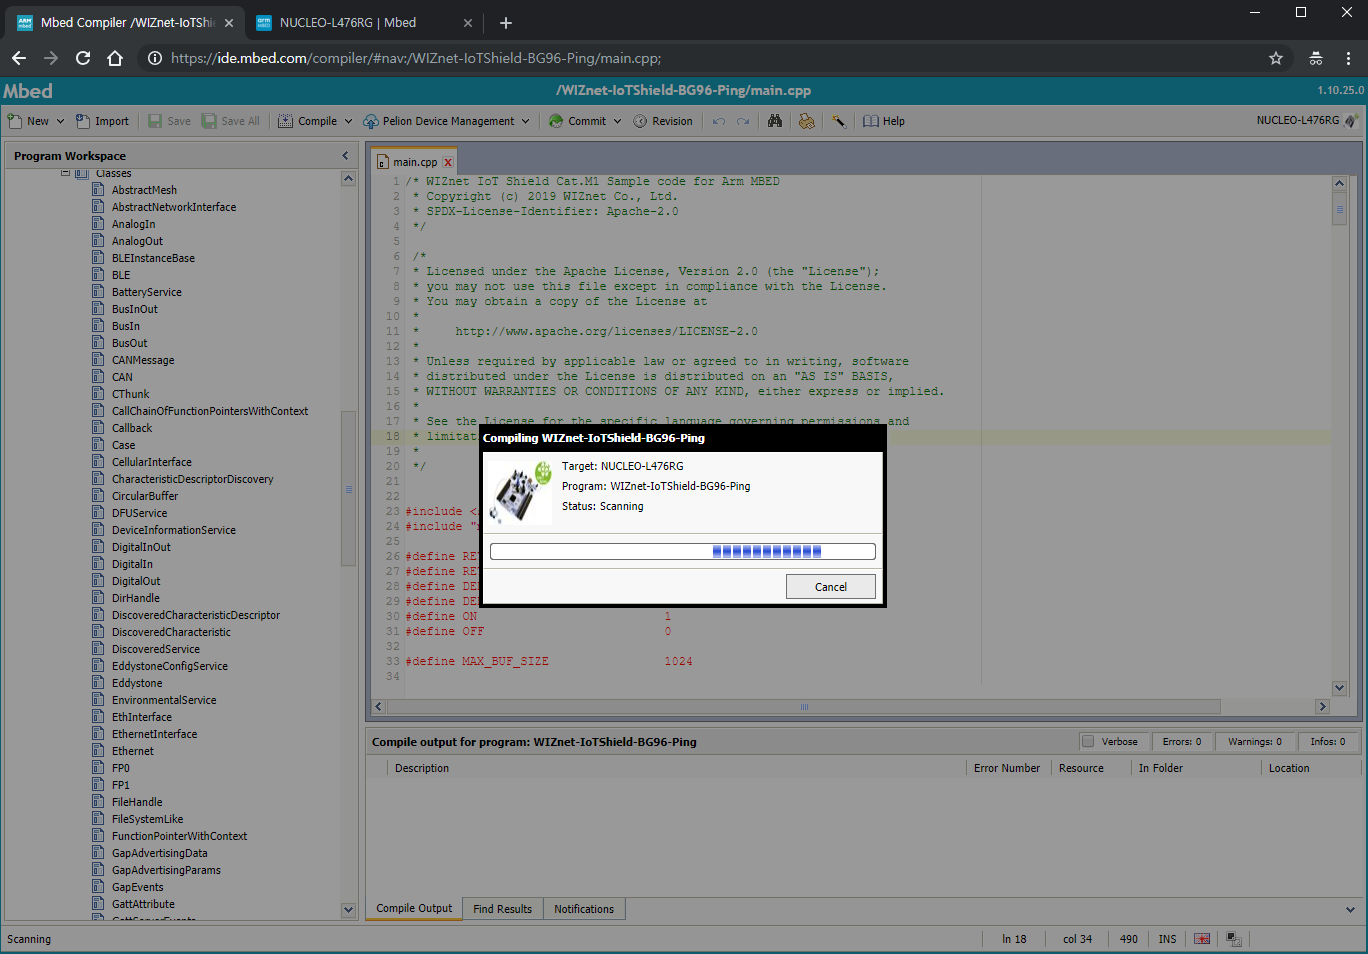 Mbed Compiler /WIZnet-IoTShi
NUCLEO-L476RG | Mbed
https://ide.mbed.com/compiler/#nav:/WIZnet-IoTShield-BG96-Ping/main.cpp;
Mbed
/WIZnet-IoTShield-BG96-Ping/main.cpp
1.10.25.0
New
Import
Save
Save All
Compile
Pelion Device Management
Commit
Revision
Help
NUCLEO-L476RG
Program Workspace
Classes
AbstractMesh
AbstractNetworkInterface
AnalogIn
AnalogOut
BLEInstanceBase
BLE
BatteryService
BusInOut
BusIn
BusOut
CANMessage
CAN
CThunk
CallChainOfFunctionPointersWithContext
Callback
Case
CellularInterface
CharacteristicDescriptorDiscovery
CircularBuffer
DFUService
DeviceInformationService
DigitalInOut
DigitalIn
DigitalOut
DirHandle
DiscoveredCharacteristicDescriptor
DiscoveredCharacteristic
DiscoveredService
EddystoneConfigService
Eddystone
EnvironmentalService
EthInterface
EthernetInterface
Ethernet
FP0
FP1
FileHandle
FileSystemLike
FunctionPointerWithContext
GapAdvertisingData
GapAdvertisingParams
GapEvents
GattAttribute
GattServerEvents
main.cpp
1 /* WIZnet IoT Shield Cat.M1 Sample code for Arm MBED
2 * Copyright (c) 2019 WIZnet Co., Ltd.
3 * SPDX-License-Identifier: Apache-2.0
4 */
5
6 /*
7 * Licensed under the Apache License, Version 2.0 (the "License");
8 * you may not use this file except in compliance with the License.
9 * You may obtain a copy of the License at
10 *
11 * http://www.apache.org/licenses/LICENSE-2.0
12 *
13 * Unless required by applicable law or agreed to in writing, software
14 * distributed under the License is distributed on an "AS IS" BASIS,
15 * WITHOUT WARRANTIES OR CONDITIONS OF ANY KIND, either express or implied.
16 *
17 * See the License for the specific language governing permissions and
18 * limitat
19 *
20 */
21
22
23 #include <
24 #include "
25
26 #define RE
27 #define RE
28 #define DE
29 #define DE
30 #define ON 1
31 #define OFF 0
32
33 #define MAX_BUF_SIZE 1024
34
Compiling WIZnet-IoTShield-BG96-Ping
Target: NUCLEO-L476RG
Program: WIZnet-IoTShield-BG96-Ping
Status: Scanning
Cancel
Compile output for program: WIZnet-IoTShield-BG96-Ping
Verbose
Errors: 0
Warnings: 0
Infos: 0
Description
Error Number
Resource
In Folder
Location
Compile Output
Find Results
Notifications
Scanning
ln 18
col 34
490
INS